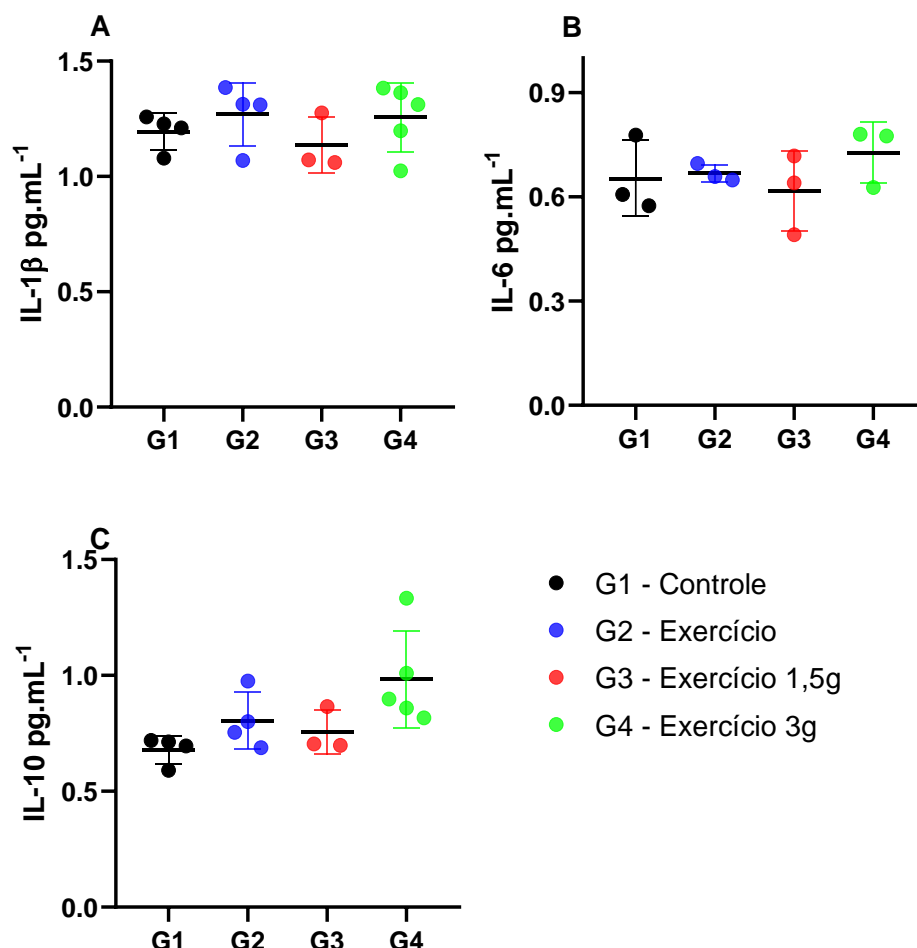 A
IL-1β pg.mL⁻¹
1.5
1.0
0.5
0.0
G1 G2 G3 G4
B
IL-6 pg.mL⁻¹
0.9
0.6
0.3
0.0
G1 G2 G3 G4
C
IL-10 pg.mL⁻¹
1.5
1.0
0.5
0.0
G1 G2 G3 G4
G1 - Controle
G2 - Exercício
G3 - Exercício 1,5g
G4 - Exercício 3g